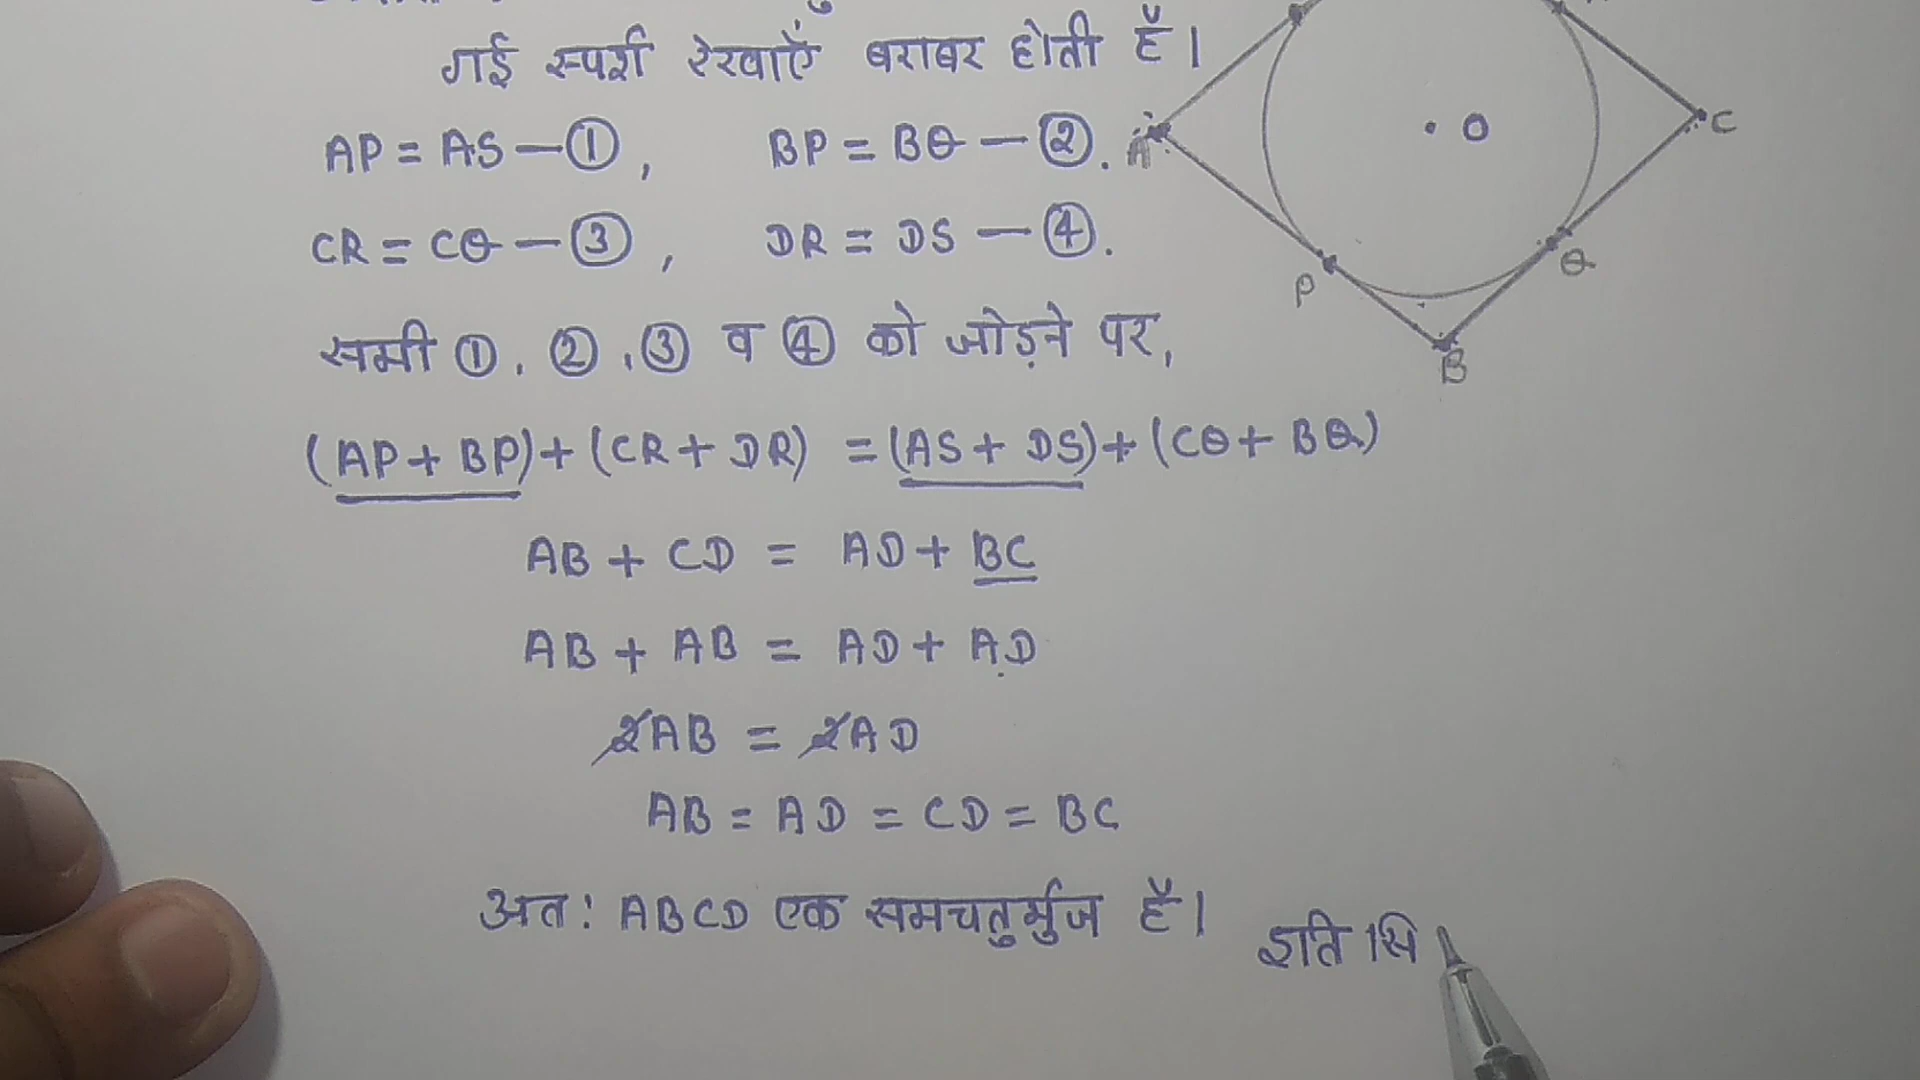 गई स्पर्श रेखाएँ बराबर होती हैं।
AP = AS — ①, BP = BQ — ②.
CR = CQ — ③, DR = DS — ④.
सभी ①, ②, ③ व ④ को जोड़ने पर,
(AP + BP) + (CR + DR) = (AS + DS) + (CQ + BQ)
AB + CD = AD + BC
AB + AB = AD + AD
2AB = 2AD
AB = AD = CD = BC
अत: ABCD एक समचतुर्भुज है।
इति सि
A
O
C
P
Q
B